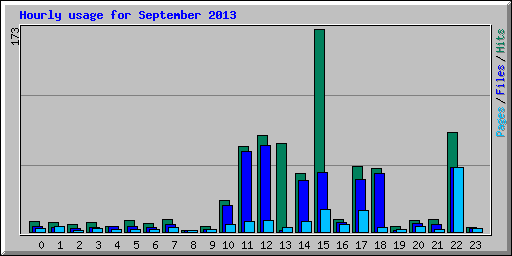 Hourly usage for September 2013
173
Pages / Files / Hits
0 1 2 3 4 5 6 7 8 9 10 11 12 13 14 15 16 17 18 19 20 21 22 23